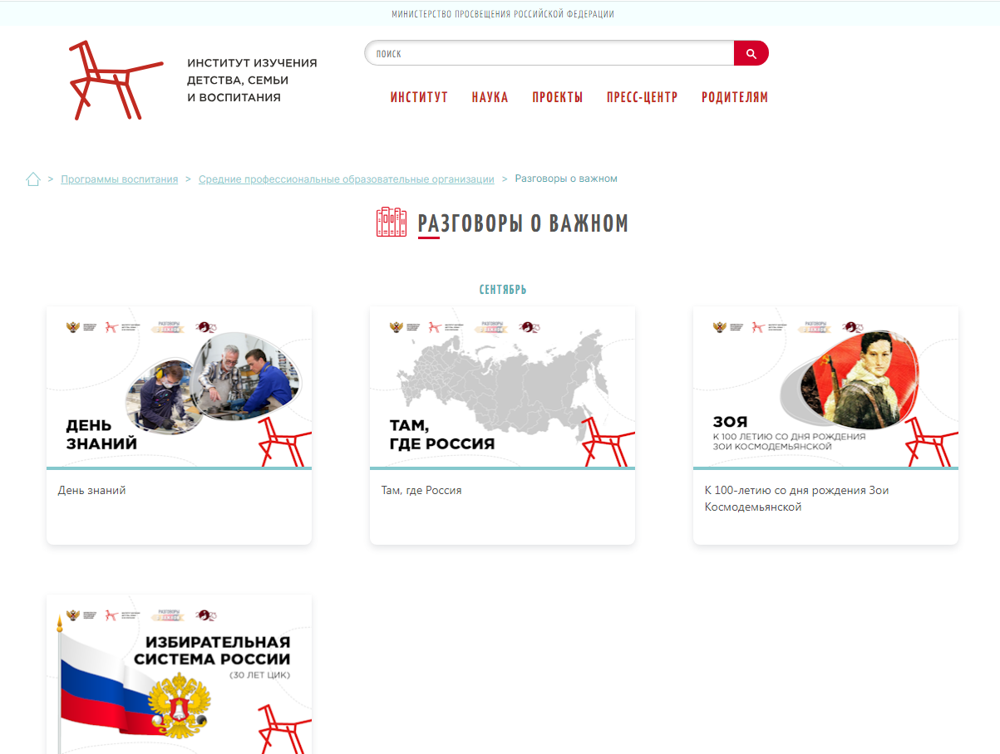 МИНИСТЕРСТВО ПРОСВЕЩЕНИЯ РОССИЙСКОЙ ФЕДЕРАЦИИ
ИНСТИТУТ ИЗУЧЕНИЯ
ДЕТСТВА, СЕМЬИ
И ВОСПИТАНИЯ
ПОИСК
ИНСТИТУТ НАУКА ПРОЕКТЫ ПРЕСС-ЦЕНТР РОДИТЕЛЯМ
> Программы воспитания > Средние профессиональные образовательные организации > Разговоры о важном
РАЗГОВОРЫ О ВАЖНОМ
СЕНТЯБРЬ
ДЕНЬ
ЗНАНИЙ
День знаний
ТАМ,
ГДЕ РОССИЯ
Там, где Россия
ЗОЯ
К 100 ЛЕТИЮ СО ДНЯ РОЖДЕНИЯ
ЗОИ КОСМОДЕМЬЯНСКОЙ
К 100-летию со дня рождения Зои
Космодемьянской
ИЗБИРАТЕЛЬНАЯ
СИСТЕМА РОССИИ
(30 ЛЕТ ЦИК)